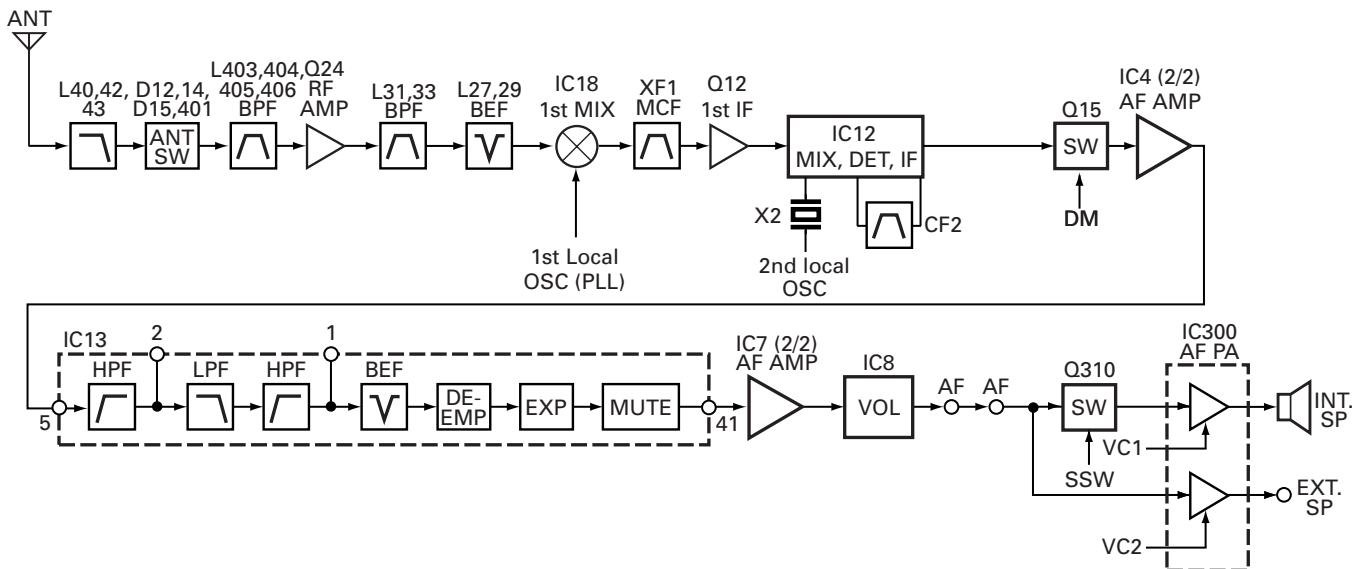 ANT
L40,42,
43
D12,14,
D15,401
L403,404,
405,406
BPF
Q24
RF
AMP
L31,33
BPF
L27,29
BEF
IC18
1st MIX
XF1
MCF
Q12
1st IF
IC4 (2/2)
AF AMP
ANT
SW
IC12
MIX, DET, IF
Q15
SW
X2
CF2
DM
1st Local
OSC (PLL)
2nd local
OSC
IC13
2
1
HPF
LPF
HPF
BEF
DE-
EMP
EXP
MUTE
5
41
IC7 (2/2)
AF AMP
IC8
VOL
AF
AF
Q310
SW
SSW
IC300
AF PA
VC1
VC2
INT.
SP
EXT.
SP